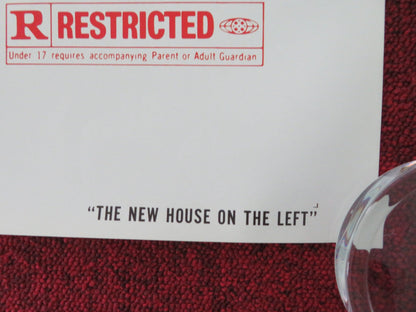 R RESTRICTED
Under 17 requires accompanying Parent or Adult Guardian
"THE NEW HOUSE ON THE LEFT"